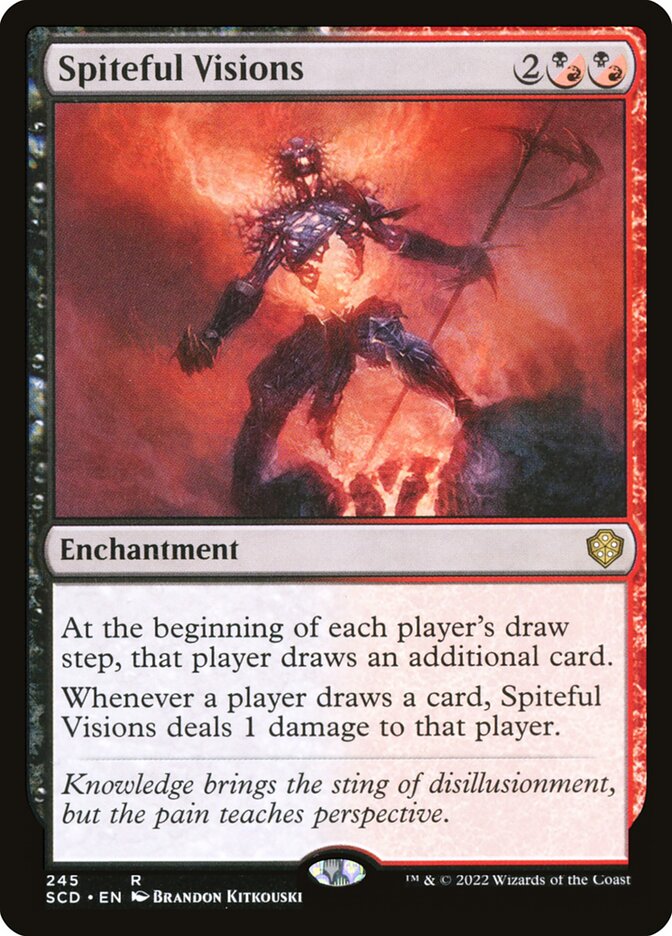 Spiteful Visions 2
Enchantment
At the beginning of each player's draw
step, that player draws an additional card.
Whenever a player draws a card, Spiteful
Visions deals 1 damage to that player.
Knowledge brings the sting of disillusionment,
but the pain teaches perspective.
245 R
SCD • EN Brandon Kitkouski
™ & © 2022 Wizards of the Coast